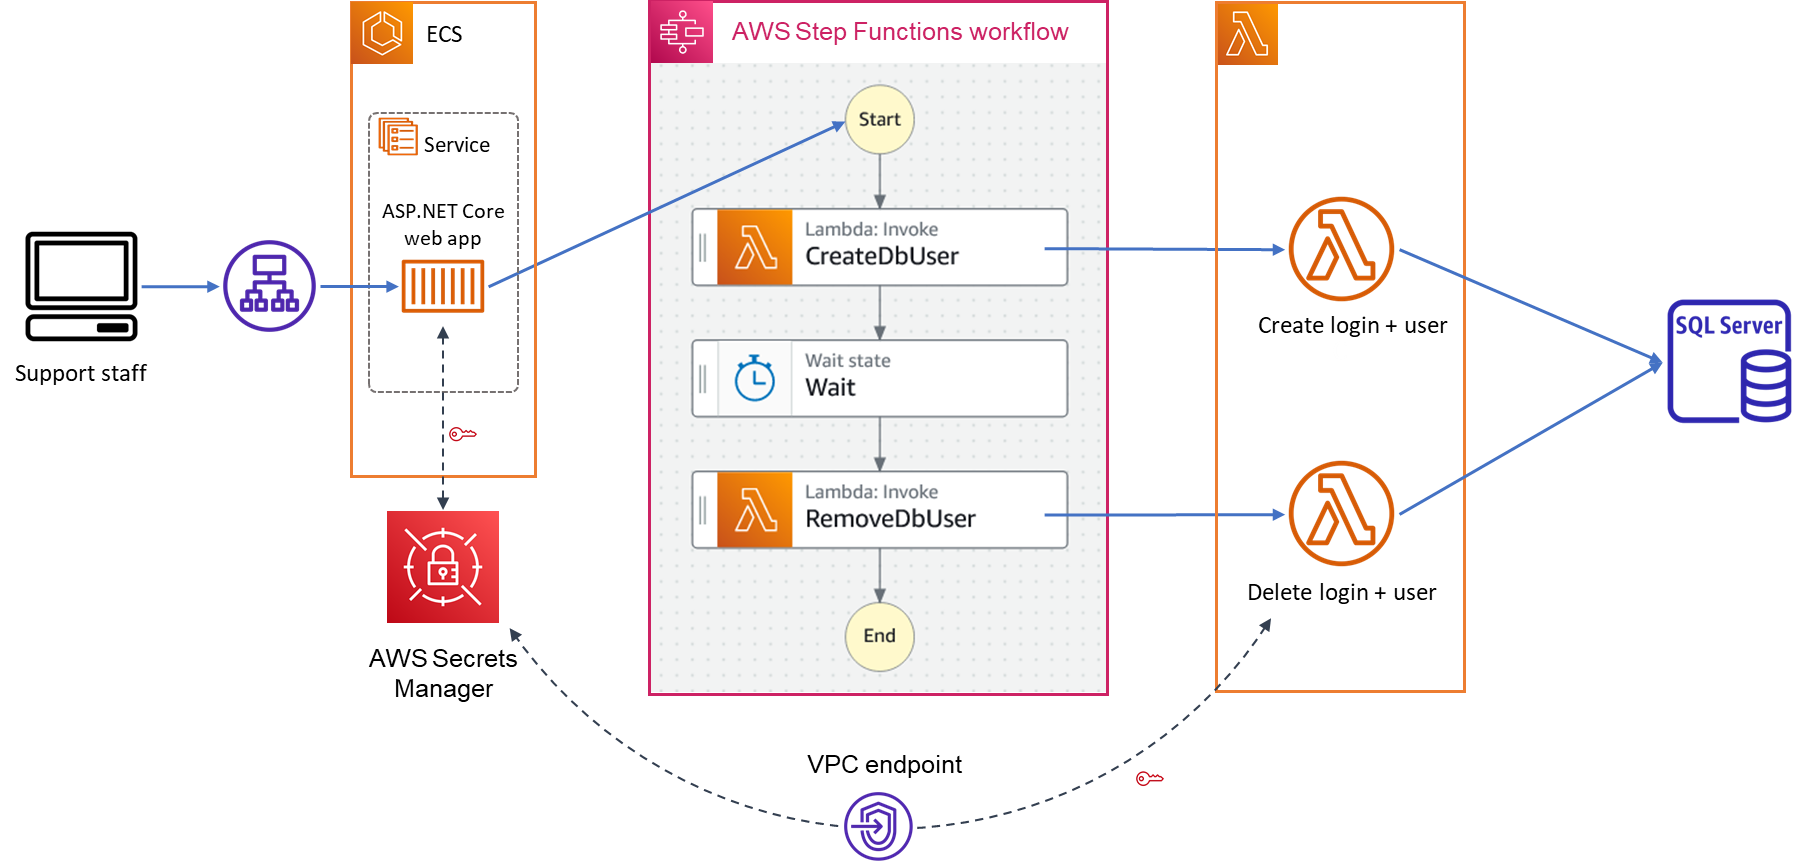 ECS
AWS Step Functions workflow
Service
ASP.NET Core
web app
Support staff
Start
Lambda: Invoke
CreateDbUser
Wait state
Wait
Lambda: Invoke
RemoveDbUser
End
Create login + user
Delete login + user
SQL Server
AWS Secrets
Manager
VPC endpoint